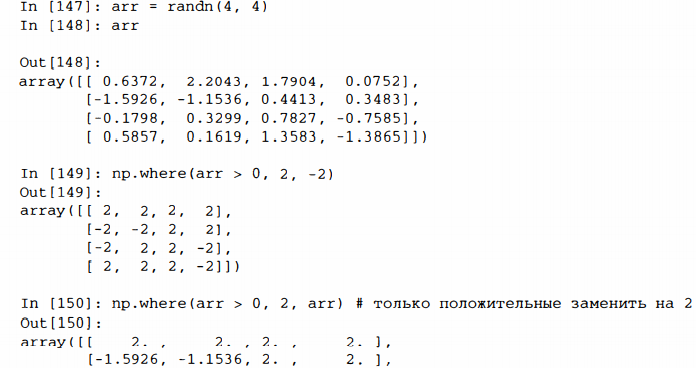 In [147]: arr = randn(4, 4)
In [148]: arr
Out[148]:
array([[ 0.6372, 2.2043, 1.7904, 0.0752],
[-1.5926, -1.1536, 0.4413, 0.3483],
[-0.1798, 0.3299, 0.7827, -0.7585],
[ 0.5857, 0.1619, 1.3583, -1.3865]])
In [149]: np.where(arr > 0, 2, -2)
Out[149]:
array([[ 2, 2, 2, 2],
[-2, -2, 2, 2],
[-2, 2, 2, -2],
[ 2, 2, 2, -2]])
In [150]: np.where(arr > 0, 2, arr) # только положительные заменить на 2
Out[150]:
array([[ 2. , 2. , 2. , 2. ],
[-1.5926, -1.1536, 2. , 2. ],